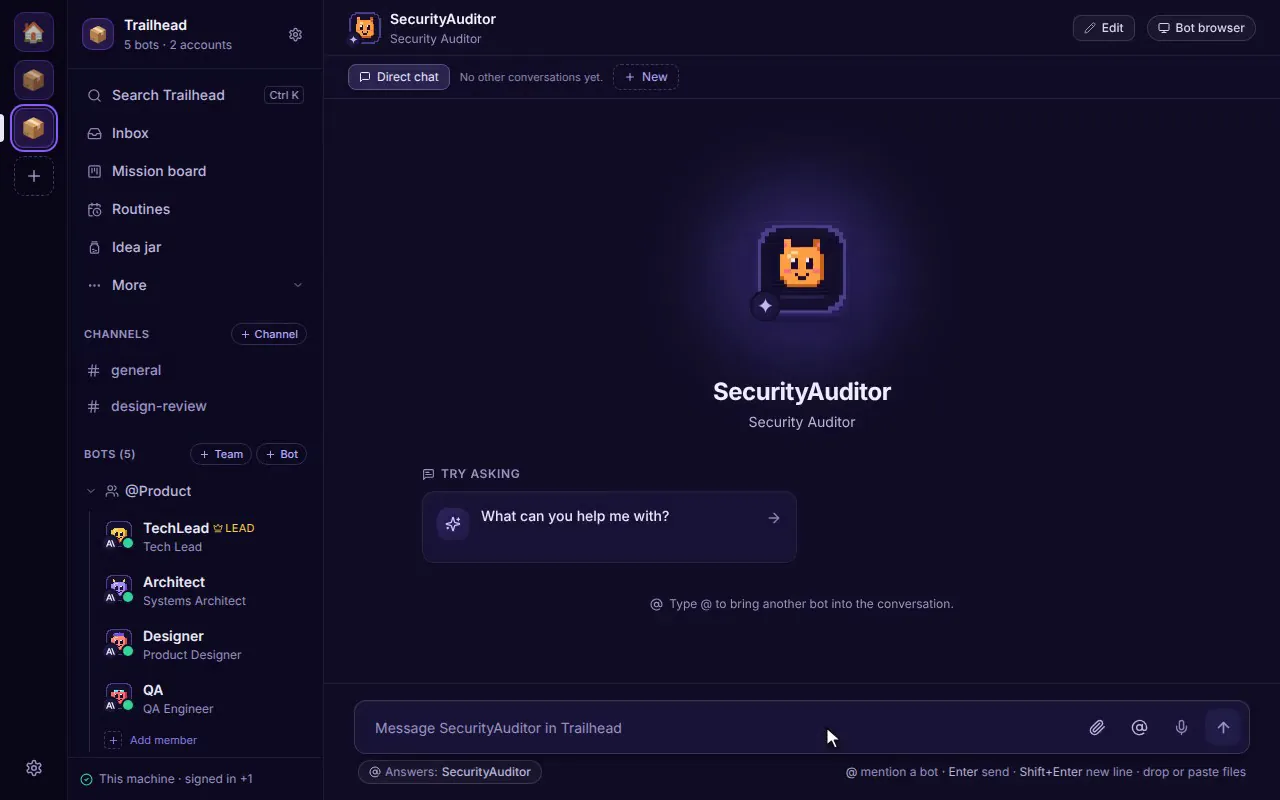 Trailhead
5 bots · 2 accounts
Search Trailhead
Ctrl K
Inbox
Mission board
Routines
Idea jar
More
CHANNELS
+ Channel
# general
# design-review
BOTS (5)
+ Team
+ Bot
@Product
TechLead LEAD
Tech Lead
Architect
Systems Architect
Designer
Product Designer
QA
QA Engineer
+ Add member
This machine · signed in +1
SecurityAuditor
Security Auditor
Edit
Bot browser
Direct chat
No other conversations yet.
+ New
SecurityAuditor
Security Auditor
TRY ASKING
What can you help me with?
@ Type @ to bring another bot into the conversation.
Message SecurityAuditor in Trailhead
@ Answers: SecurityAuditor
@ mention a bot · Enter send · Shift+Enter new line · drop or paste files